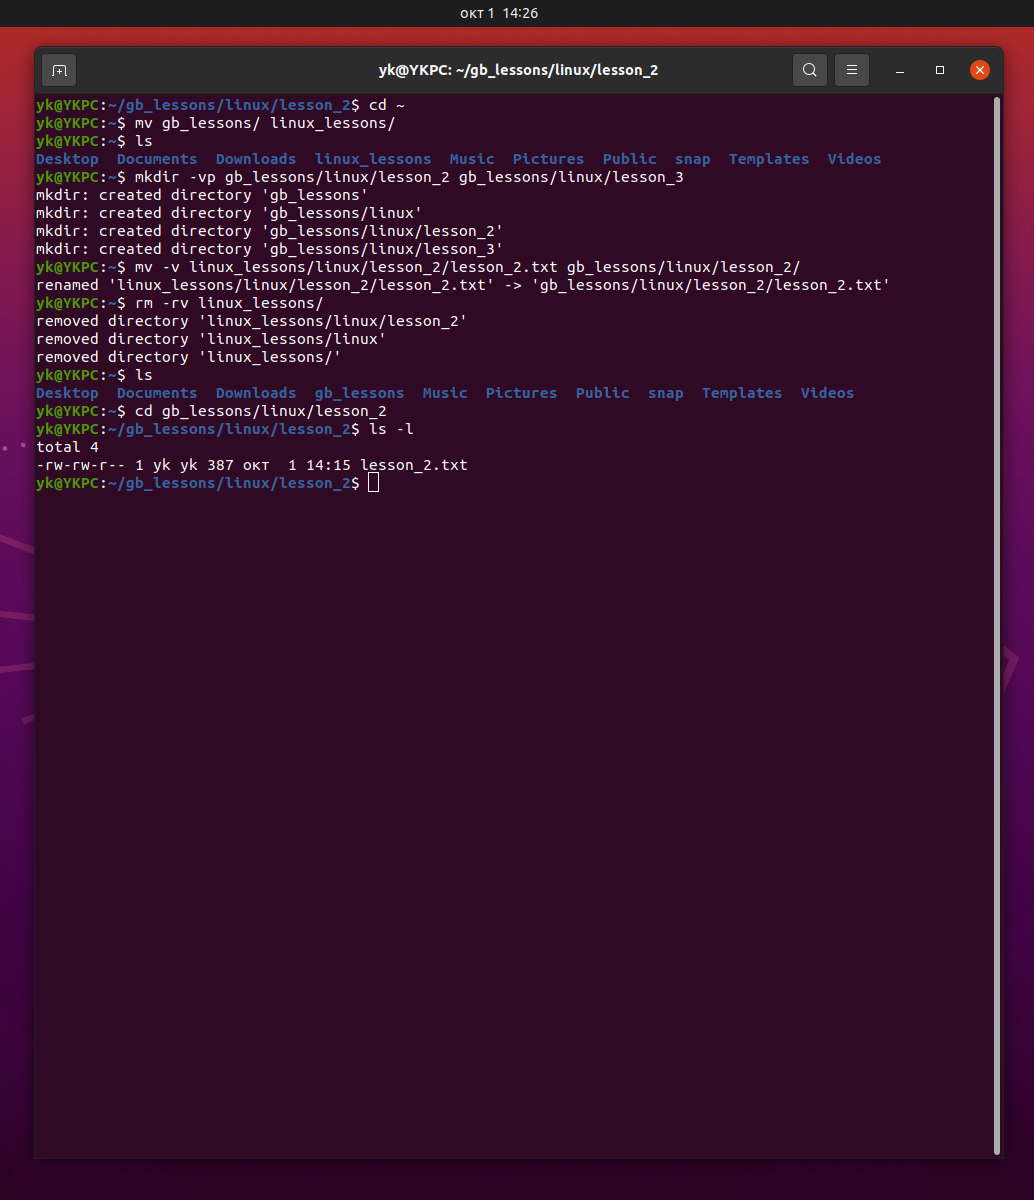 окт 1 14:26
yk@YKPC: ~/gb_lessons/linux/lesson_2
yk@YKPC:~/gb_lessons/linux/lesson_2$ cd ~
yk@YKPC:~$ mv gb_lessons/ linux_lessons/
yk@YKPC:~$ ls
Desktop  Documents  Downloads  linux_lessons  Music  Pictures  Public  snap  Templates  Videos
yk@YKPC:~$ mkdir -vp gb_lessons/linux/lesson_2 gb_lessons/linux/lesson_3
mkdir: created directory 'gb_lessons'
mkdir: created directory 'gb_lessons/linux'
mkdir: created directory 'gb_lessons/linux/lesson_2'
mkdir: created directory 'gb_lessons/linux/lesson_3'
yk@YKPC:~$ mv -v linux_lessons/linux/lesson_2/lesson_2.txt gb_lessons/linux/lesson_2/
renamed 'linux_lessons/linux/lesson_2/lesson_2.txt' -> 'gb_lessons/linux/lesson_2/lesson_2.txt'
yk@YKPC:~$ rm -rv linux_lessons/
removed directory 'linux_lessons/linux/lesson_2'
removed directory 'linux_lessons/linux'
removed directory 'linux_lessons/'
yk@YKPC:~$ ls
Desktop  Documents  Downloads  gb_lessons  Music  Pictures  Public  snap  Templates  Videos
yk@YKPC:~$ cd gb_lessons/linux/lesson_2
yk@YKPC:~/gb_lessons/linux/lesson_2$ ls -l
total 4
-rw-rw-r-- 1 yk yk 387 окт  1 14:15 lesson_2.txt
yk@YKPC:~/gb_lessons/linux/lesson_2$